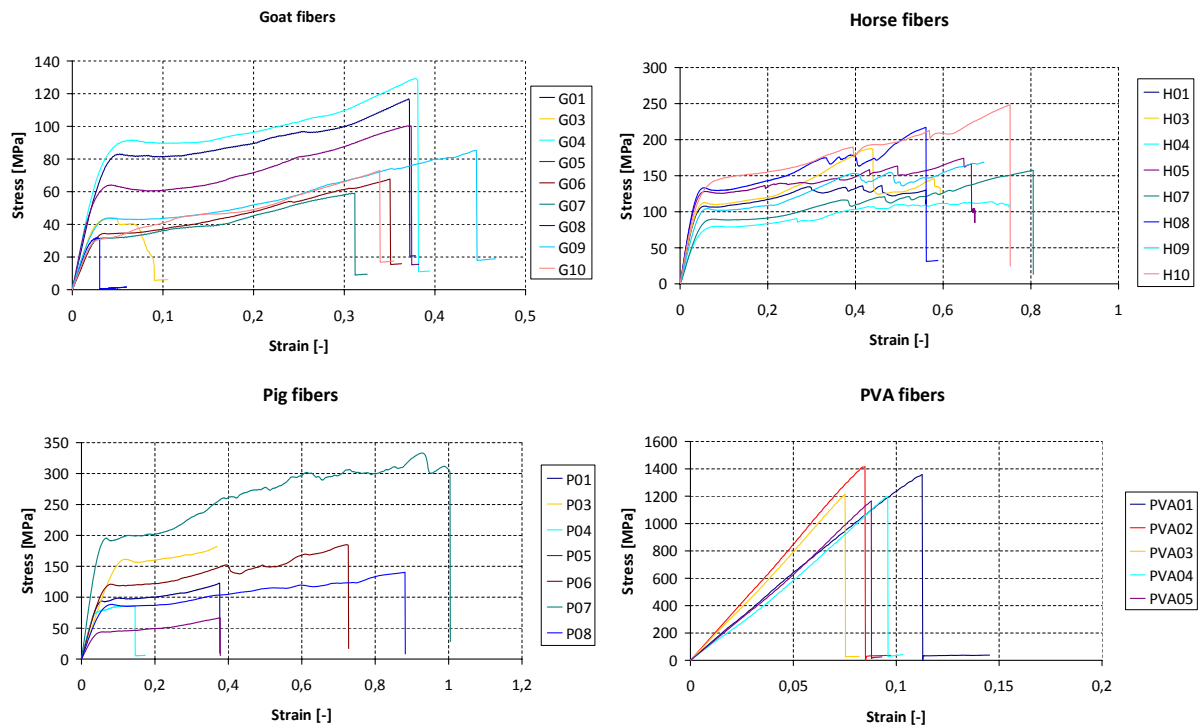 Goat fibers
Stress [MPa]
140
120
100
80
60
40
20
0
0
0,1
0,2
0,3
0,4
0,5
Strain [-]
G01
G03
G04
G05
G06
G07
G08
G09
G10
Horse fibers
Stress [MPa]
300
250
200
150
100
50
0
0
0,2
0,4
0,6
0,8
1
Strain [-]
H01
H03
H04
H05
H07
H08
H09
H10
Pig fibers
Stress [MPa]
350
300
250
200
150
100
50
0
0
0,2
0,4
0,6
0,8
1
1,2
Strain [-]
P01
P03
P04
P05
P06
P07
P08
PVA fibers
Stress [MPa]
1600
1400
1200
1000
800
600
400
200
0
0
0,05
0,1
0,15
0,2
Strain [-]
PVA01
PVA02
PVA03
PVA04
PVA05